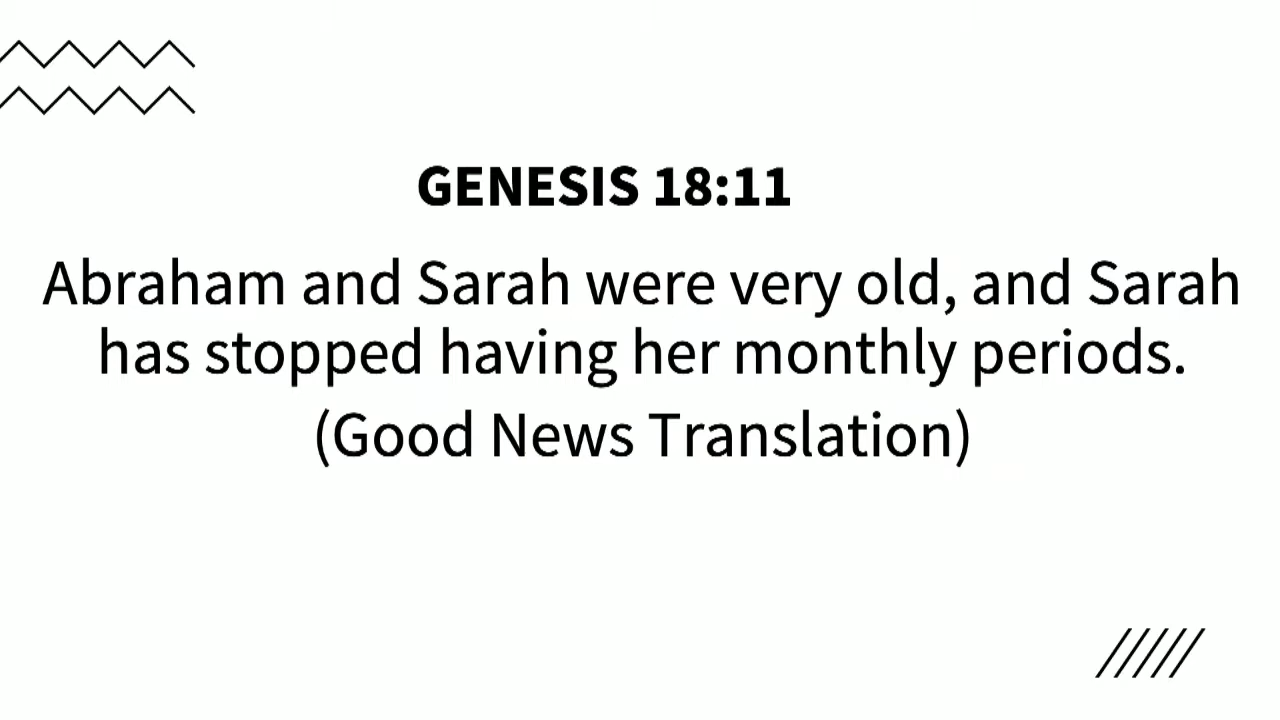 GENESIS 18:11
Abraham and Sarah were very old, and Sarah
has stopped having her monthly periods.
(Good News Translation)